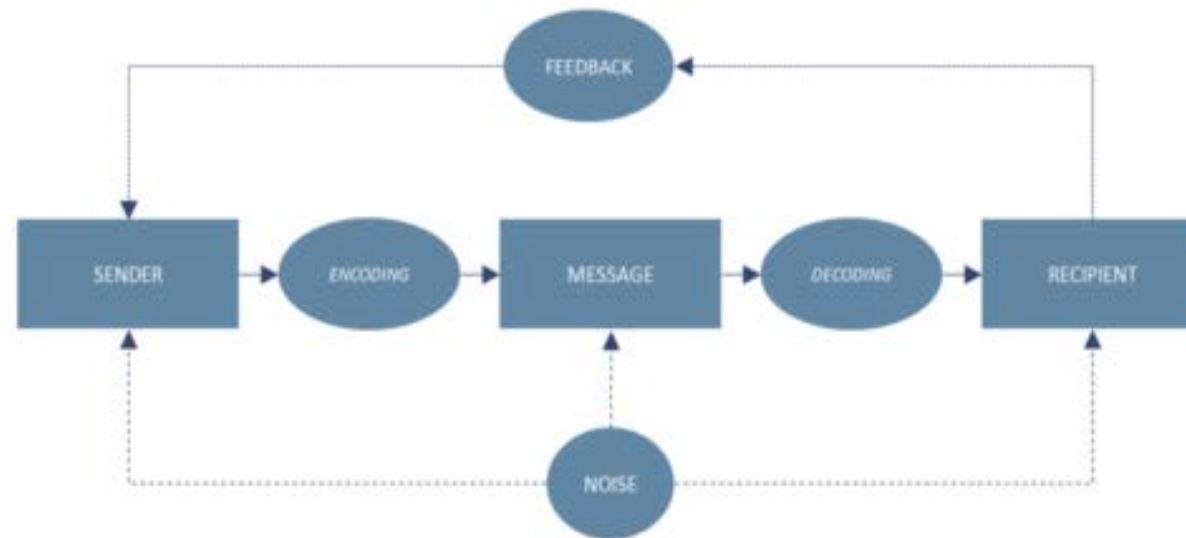 FEEDBACK
SENDER
ENCODING
MESSAGE
DECODING
RECIPIENT
NOISE